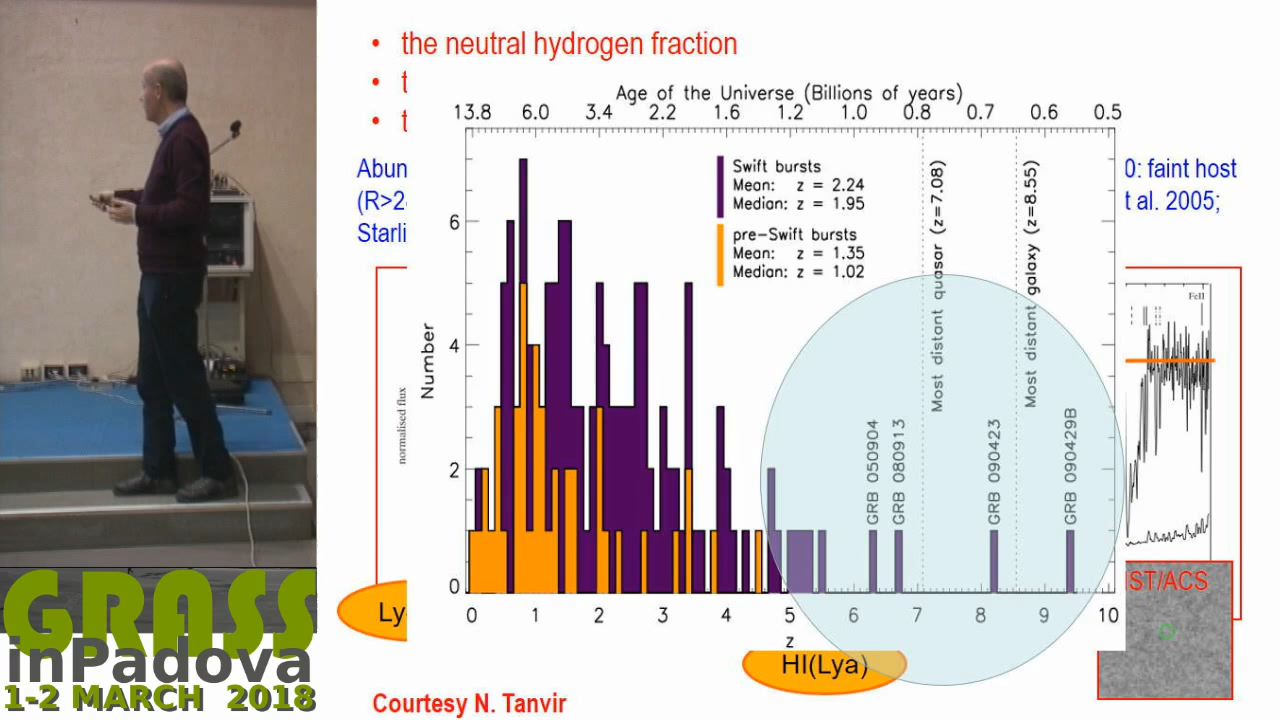 • the neutral hydrogen fraction
• t
• t
Abun
0: faint host
(R>2
t al. 2005;
Starli
Age of the Universe (Billions of years)
13.8 6.0 3.4 2.2 1.6 1.2 1.0 0.8 0.7 0.6 0.5
Swift bursts
Mean: z = 2.24
Median: z = 1.95
pre-Swift bursts
Mean: z = 1.35
Median: z = 1.02
Most distant quasar (z=7.08)
Most distant galaxy (z=8.55)
Number
6
4
2
0
GRB 050904
GRB 080913
GRB 090423
GRB 090429B
0 1 2 3 4 5 6 7 8 9 10
z
normalised flux
FeII
Ly
HI(Lya)
ST/ACS
Courtesy N. Tanvir
GRASS
inPadova
1-2 MARCH 2018